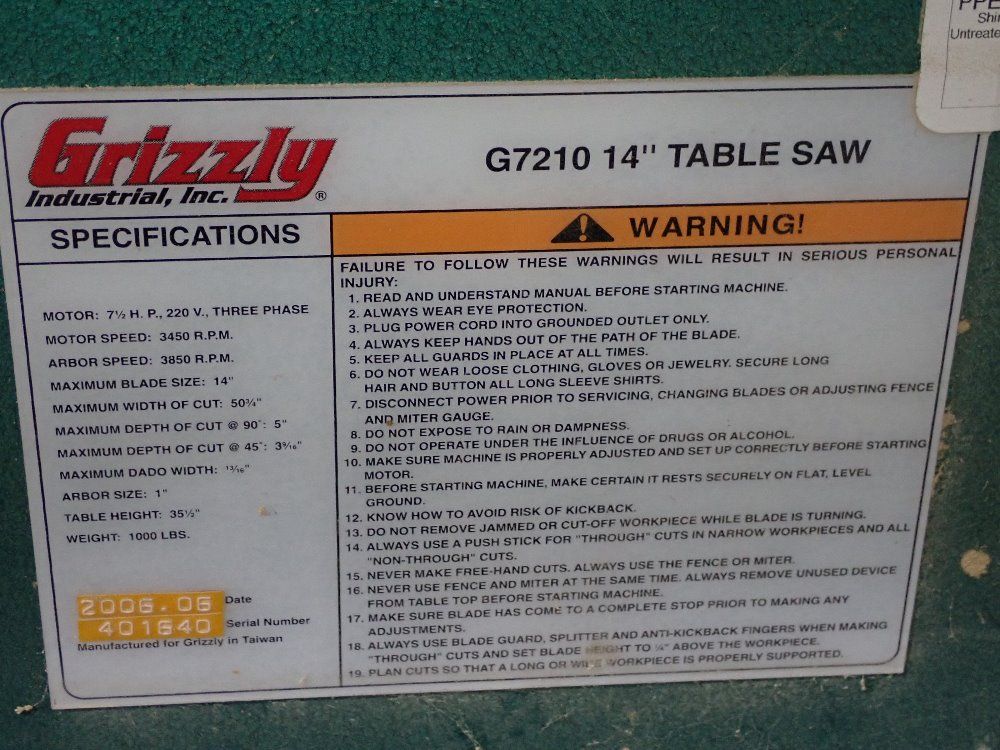 PPE
Shir
Untreate
Grizzly
Industrial, Inc. ®
G7210 14" TABLE SAW
SPECIFICATIONS
MOTOR: 7½ H. P., 220 V., THREE PHASE
MOTOR SPEED: 3450 R.P.M.
ARBOR SPEED: 3850 R.P.M.
MAXIMUM BLADE SIZE: 14"
MAXIMUM WIDTH OF CUT: 50¾"
MAXIMUM DEPTH OF CUT @ 90°: 5"
MAXIMUM DEPTH OF CUT @ 45°: 3⁹⁄₁₆"
MAXIMUM DADO WIDTH: ¹³⁄₁₆"
ARBOR SIZE: 1"
TABLE HEIGHT: 35½"
WEIGHT: 1000 LBS.
2006.06 Date
401640 Serial Number
Manufactured for Grizzly in Taiwan
WARNING!
FAILURE TO FOLLOW THESE WARNINGS WILL RESULT IN SERIOUS PERSONAL
INJURY:
1. READ AND UNDERSTAND MANUAL BEFORE STARTING MACHINE.
2. ALWAYS WEAR EYE PROTECTION.
3. PLUG POWER CORD INTO GROUNDED OUTLET ONLY.
4. ALWAYS KEEP HANDS OUT OF THE PATH OF THE BLADE.
5. KEEP ALL GUARDS IN PLACE AT ALL TIMES.
6. DO NOT WEAR LOOSE CLOTHING, GLOVES OR JEWELRY. SECURE LONG
HAIR AND BUTTON ALL LONG SLEEVE SHIRTS.
7. DISCONNECT POWER PRIOR TO SERVICING, CHANGING BLADES OR ADJUSTING FENCE
AND MITER GAUGE.
8. DO NOT EXPOSE TO RAIN OR DAMPNESS.
9. DO NOT OPERATE UNDER THE INFLUENCE OF DRUGS OR ALCOHOL.
10. MAKE SURE MACHINE IS PROPERLY ADJUSTED AND SET UP CORRECTLY BEFORE STARTING
MOTOR.
11. BEFORE STARTING MACHINE, MAKE CERTAIN IT RESTS SECURELY ON FLAT, LEVEL
GROUND.
12. KNOW HOW TO AVOID RISK OF KICKBACK.
13. DO NOT REMOVE JAMMED OR CUT-OFF WORKPIECE WHILE BLADE IS TURNING.
14. ALWAYS USE A PUSH STICK FOR "THROUGH" CUTS IN NARROW WORKPIECES AND ALL
"NON-THROUGH" CUTS.
15. NEVER MAKE FREE-HAND CUTS. ALWAYS USE THE FENCE OR MITER.
16. NEVER USE FENCE AND MITER AT THE SAME TIME. ALWAYS REMOVE UNUSED DEVICE
FROM TABLE TOP BEFORE STARTING MACHINE.
17. MAKE SURE BLADE HAS COME TO A COMPLETE STOP PRIOR TO MAKING ANY
ADJUSTMENTS.
18. ALWAYS USE BLADE GUARD, SPLITTER AND ANTI-KICKBACK FINGERS WHEN MAKING
"THROUGH" CUTS AND SET BLADE HEIGHT TO ¼" ABOVE THE WORKPIECE.
19. PLAN CUTS SO THAT A LONG OR WIDE WORKPIECE IS PROPERLY SUPPORTED.